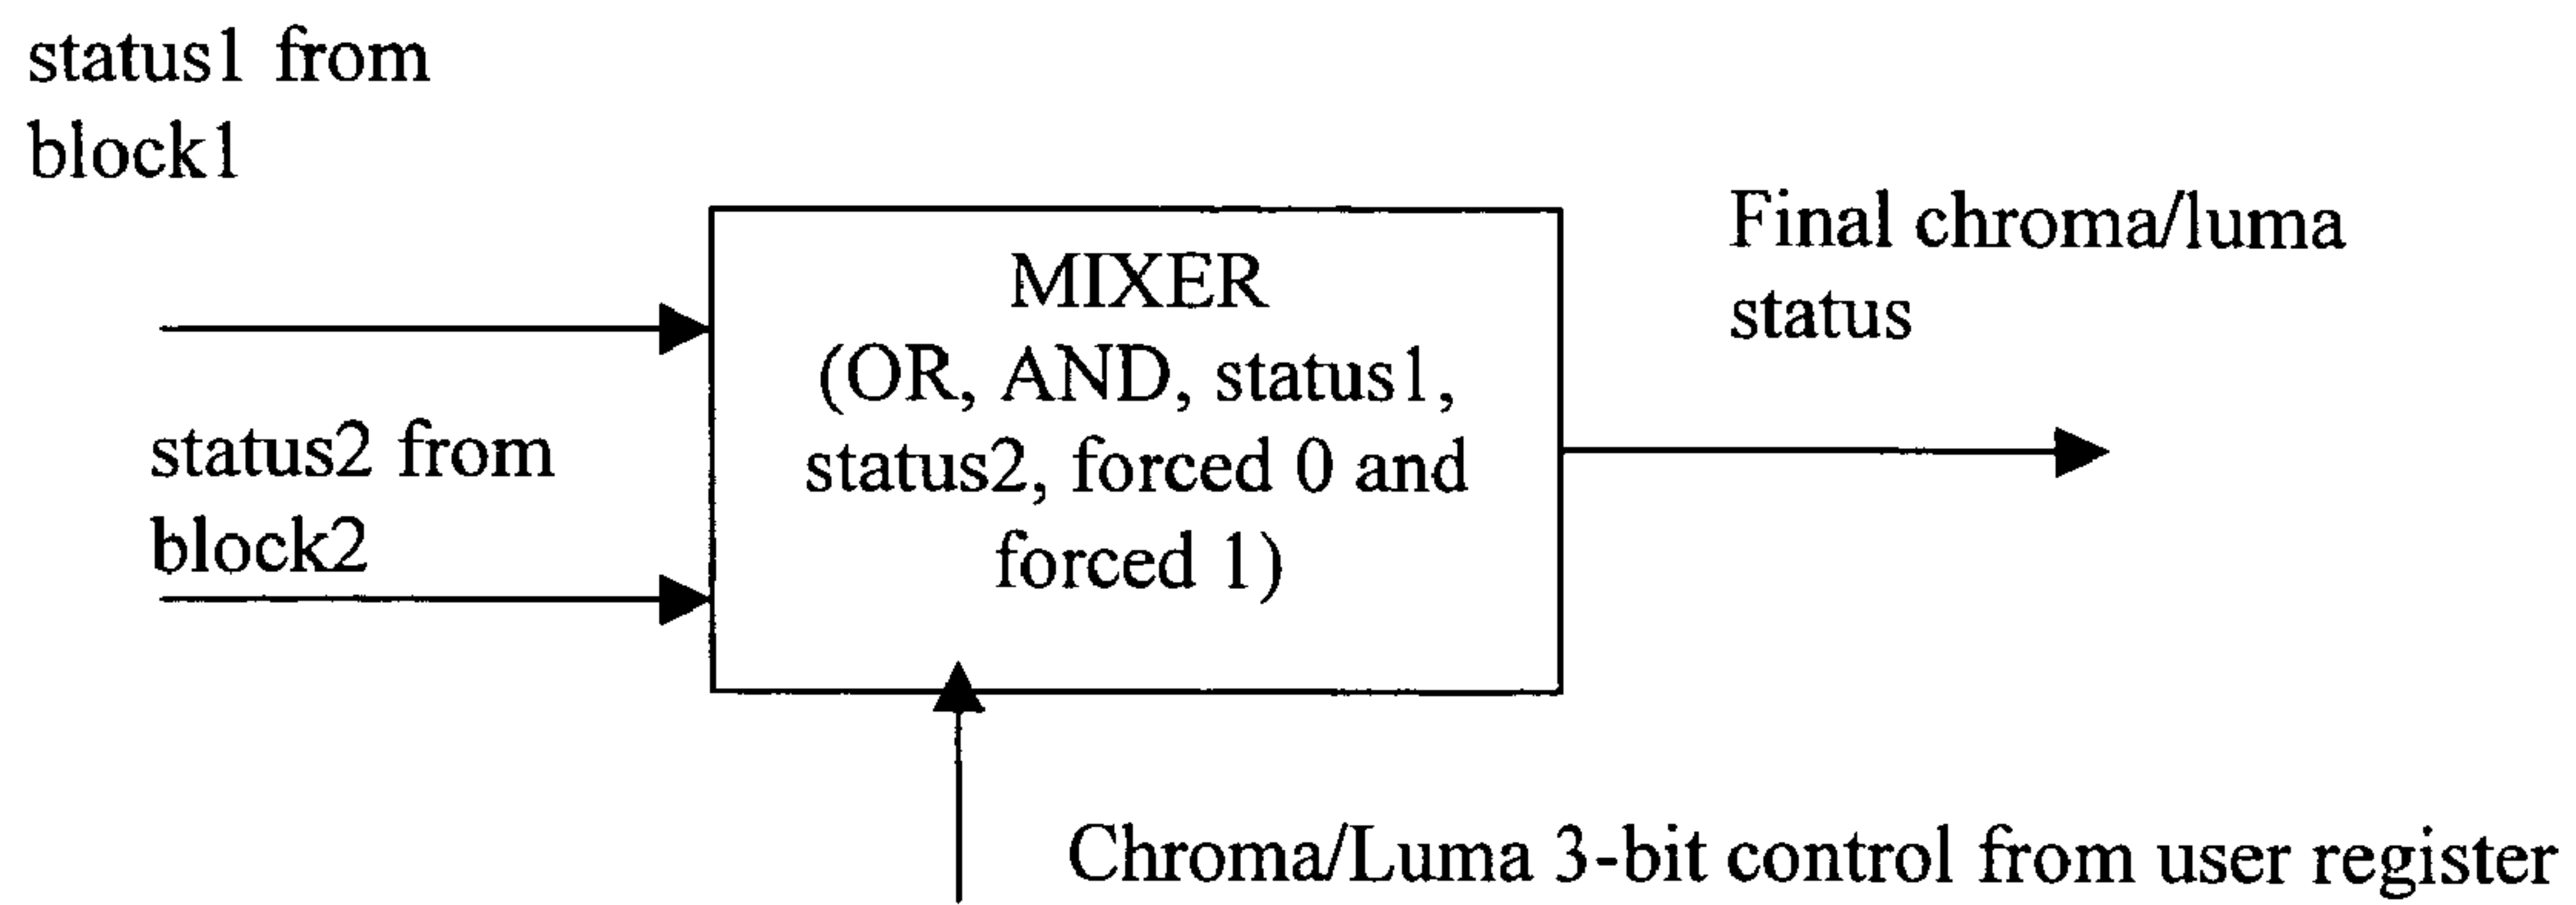 status1 from
block1
status2 from
block2
MIXER
(OR, AND, status1,
status2, forced 0 and
forced 1)
Final chroma/luma
status
Chroma/Luma 3-bit control from user register